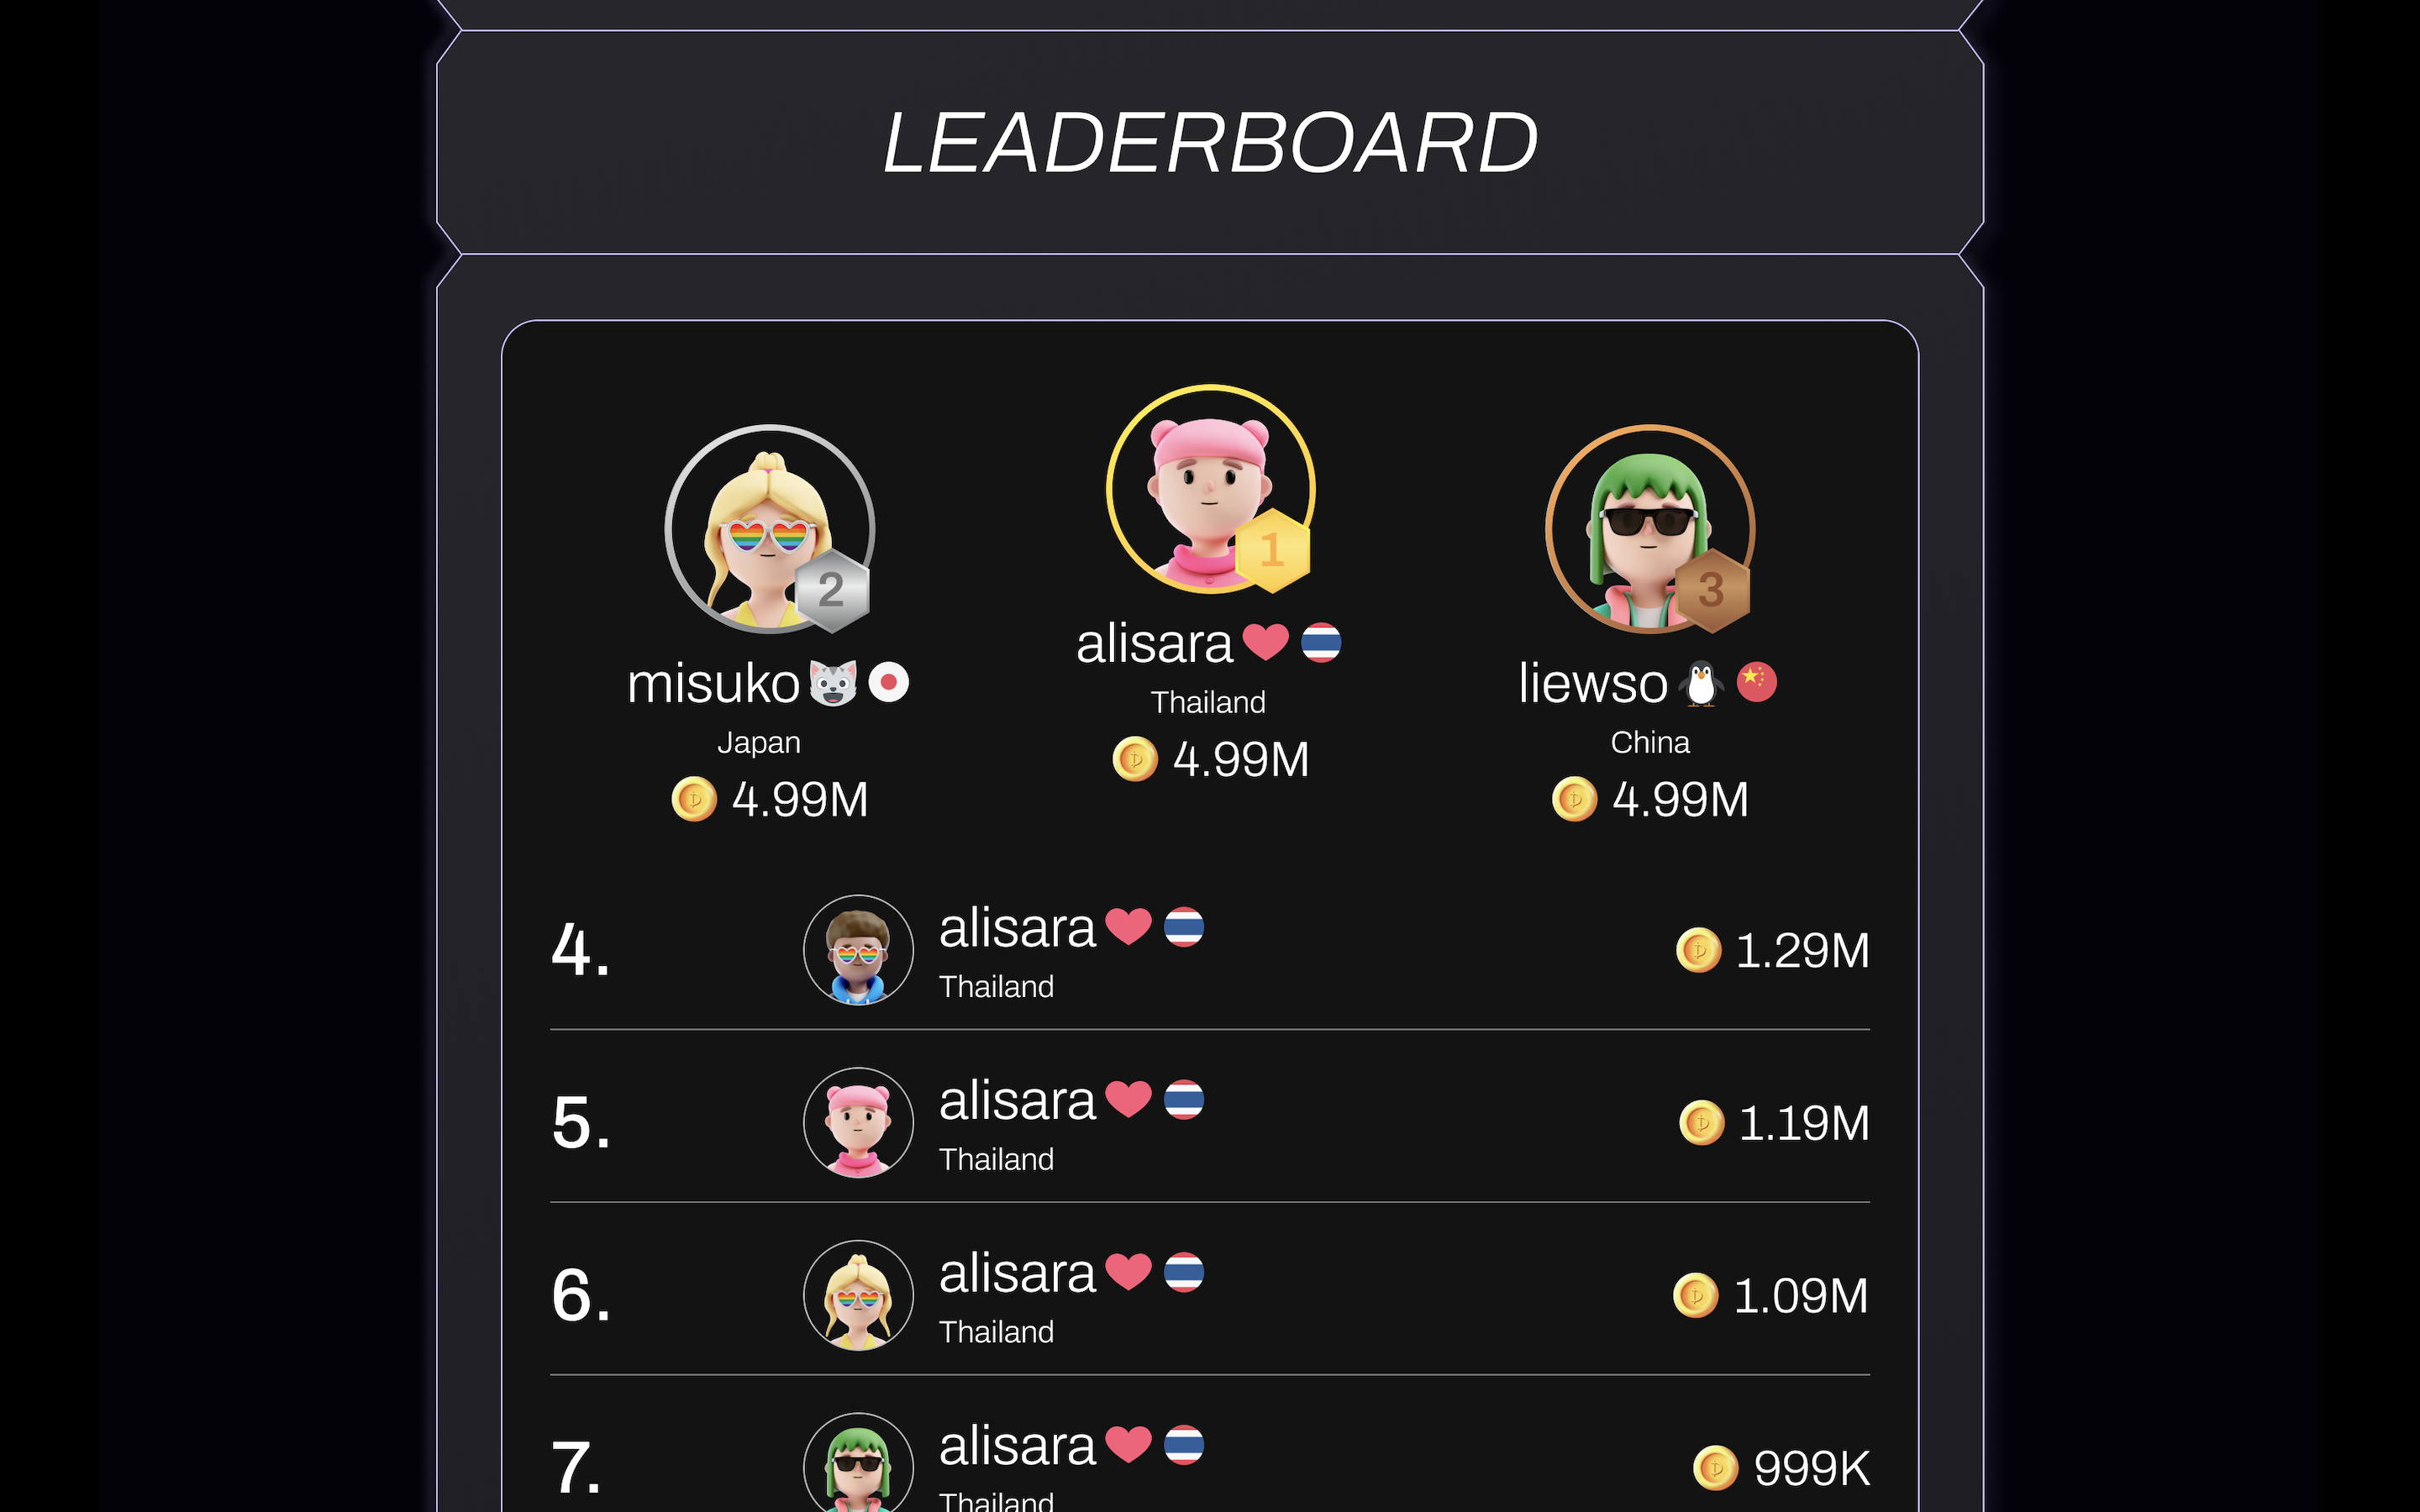 LEADERBOARD
2
misuko
Japan
4.99M
1
alisara
Thailand
4.99M
3
liewso
China
4.99M
4.
alisara
Thailand
1.29M
5.
alisara
Thailand
1.19M
6.
alisara
Thailand
1.09M
7.
alisara
Thailand
999K